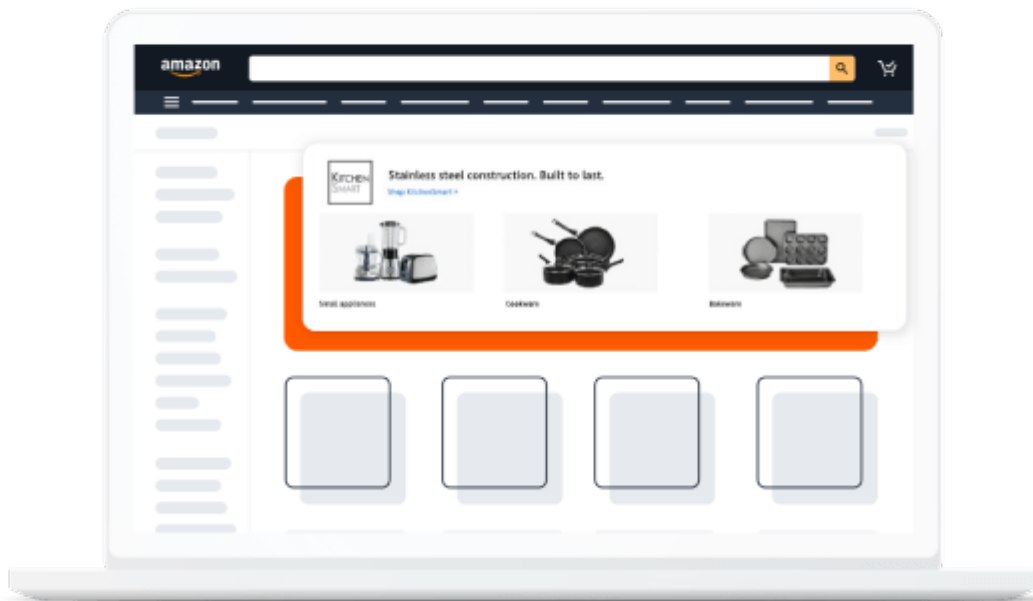 amazon
KITCHEN
SMART
Stainless steel construction. Built to last.
Shop KitchenSmart >
Small appliances
Cookware
Bakeware